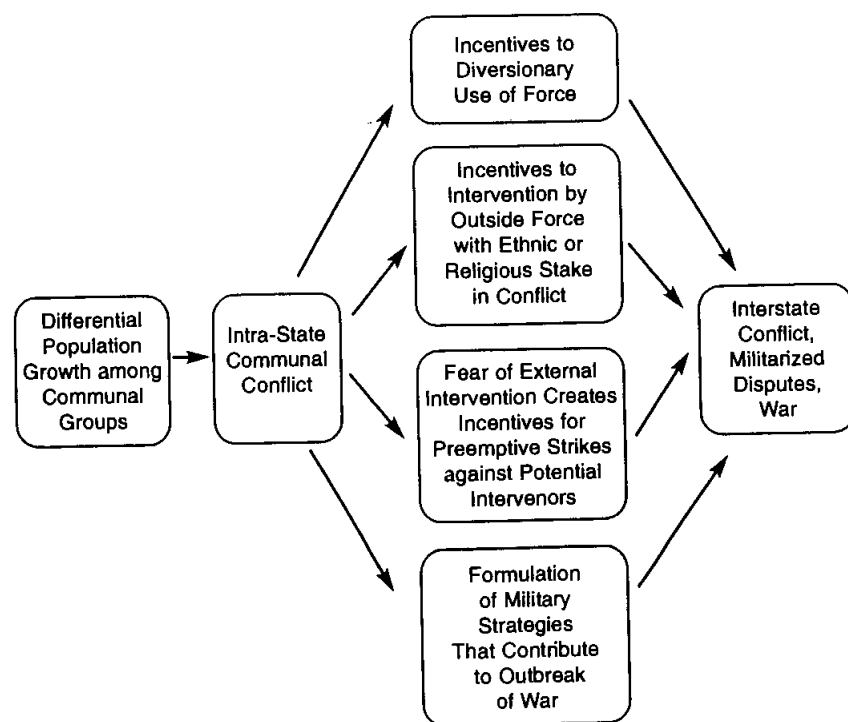 Differential
Population
Growth among
Communal
Groups
Intra-State
Communal
Conflict
Incentives to
Diversionary
Use of Force
Incentives to
Intervention by
Outside Force
with Ethnic or
Religious Stake
in Conflict
Fear of External
Intervention Creates
Incentives for
Preemptive Strikes
against Potential
Intervenors
Formulation
of Military
Strategies
That Contribute
to Outbreak
of War
Interstate
Conflict,
Militarized
Disputes,
War